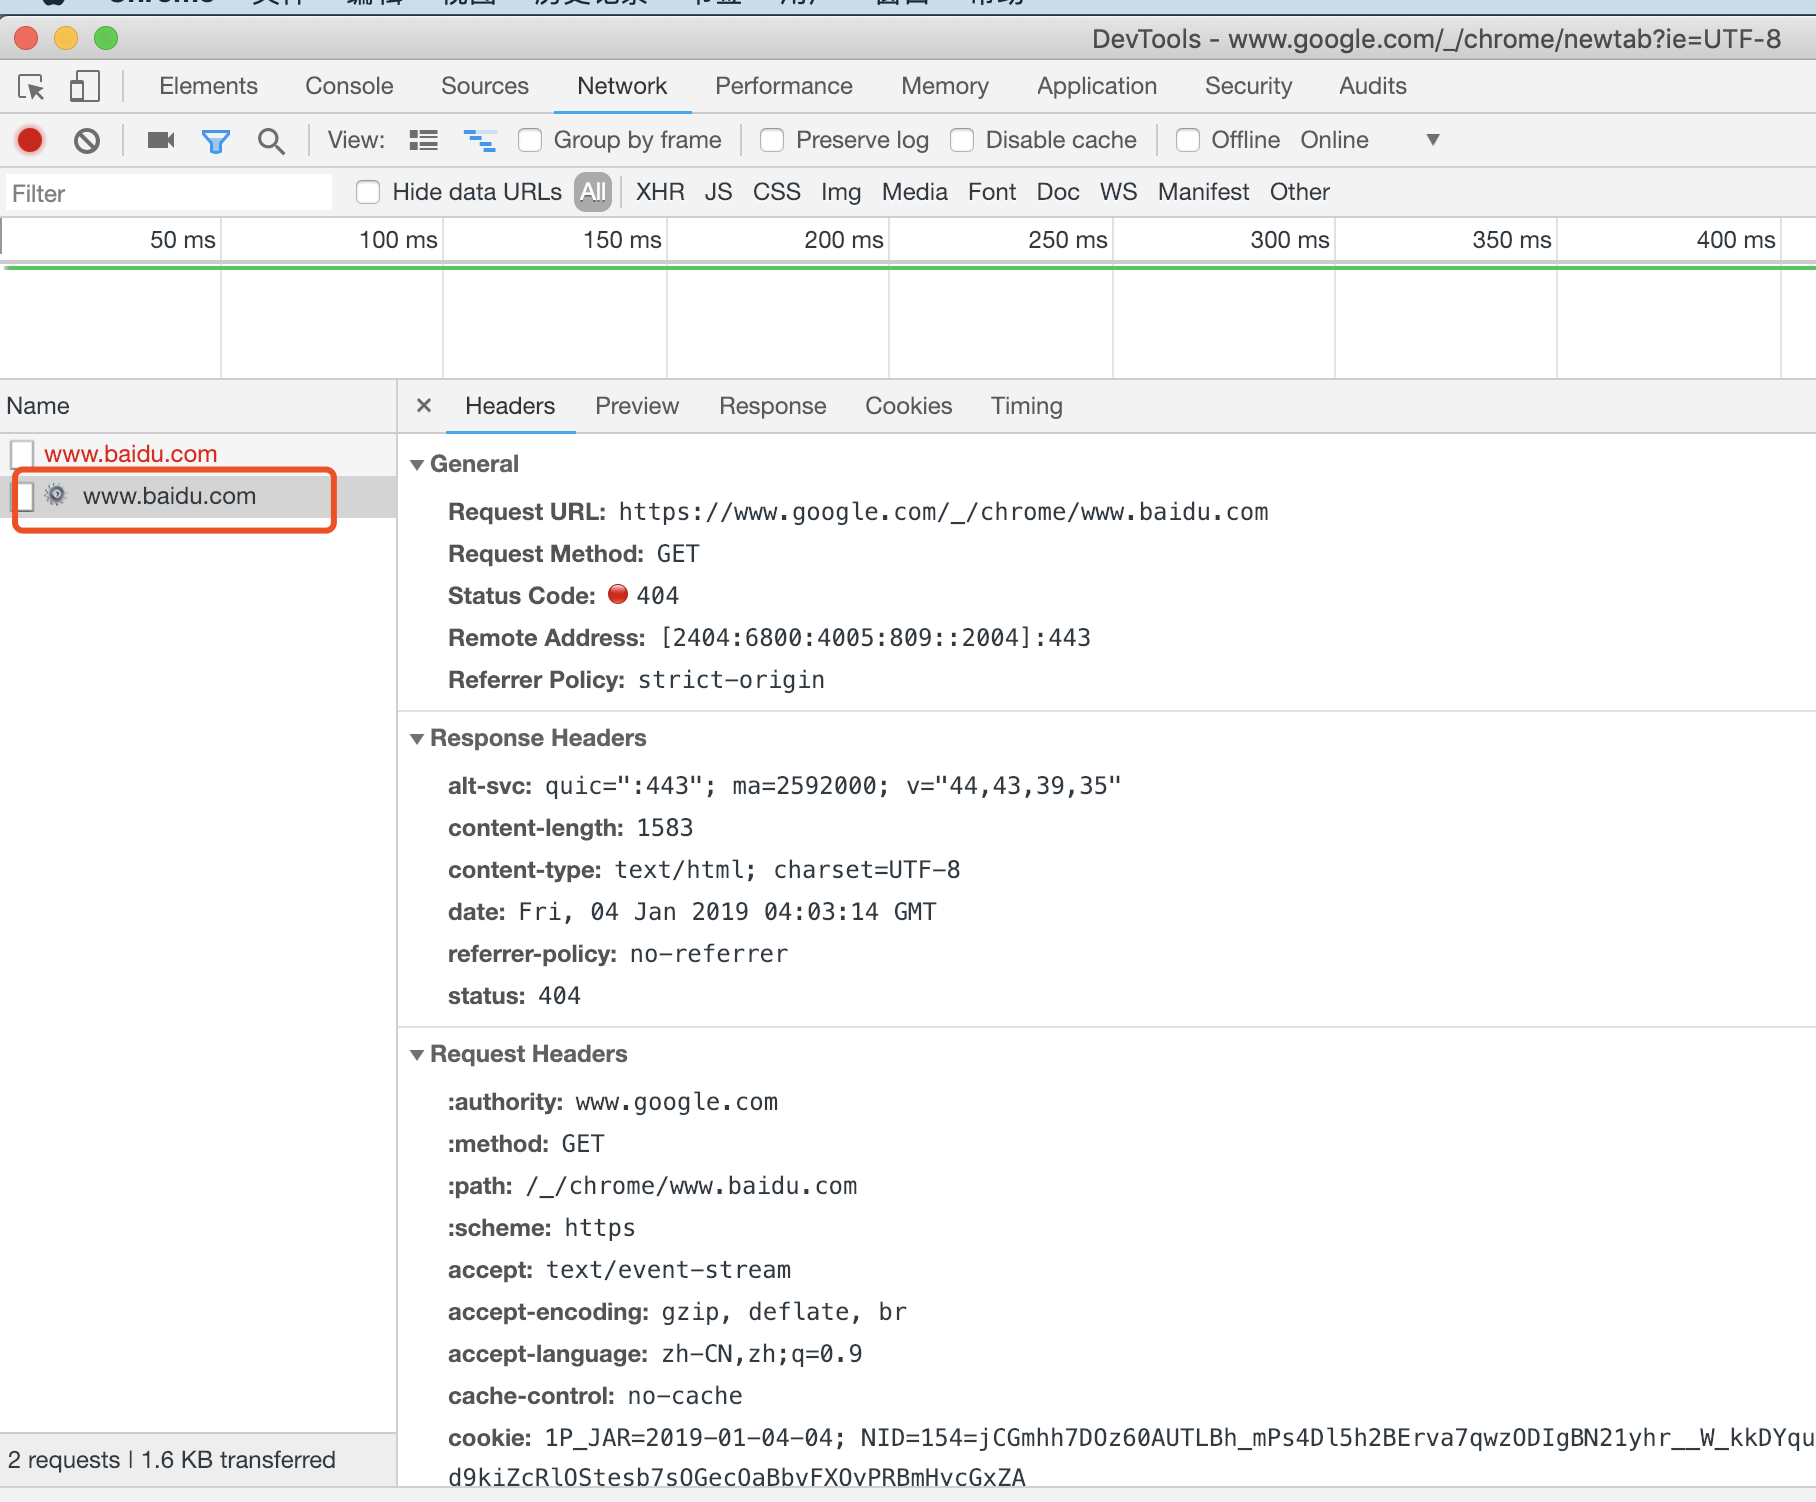 DevTools - www.google.com/_/chrome/newtab?ie=UTF-8
Elements Console Sources Network Performance Memory Application Security Audits
View: Group by frame Preserve log Disable cache Offline Online
Filter Hide data URLs All XHR JS CSS Img Media Font Doc WS Manifest Other
50 ms 100 ms 150 ms 200 ms 250 ms 300 ms 350 ms 400 ms
Name
www.baidu.com
www.baidu.com
× Headers Preview Response Cookies Timing
General
Request URL: https://www.google.com/_/chrome/www.baidu.com
Request Method: GET
Status Code: 404
Remote Address: [2404:6800:4005:809::2004]:443
Referrer Policy: strict-origin
Response Headers
alt-svc: quic=":443"; ma=2592000; v="44,43,39,35"
content-length: 1583
content-type: text/html; charset=UTF-8
date: Fri, 04 Jan 2019 04:03:14 GMT
referrer-policy: no-referrer
status: 404
Request Headers
:authority: www.google.com
:method: GET
:path: /_/chrome/www.baidu.com
:scheme: https
accept: text/event-stream
accept-encoding: gzip, deflate, br
accept-language: zh-CN,zh;q=0.9
cache-control: no-cache
cookie: 1P_JAR=2019-01-04-04; NID=154=jCGmhh7DOz60AUTLBh_mPs4Dl5h2BErva7qwzODIgBN21yhr__W_kkDYqu
2 requests | 1.6 KB transferred